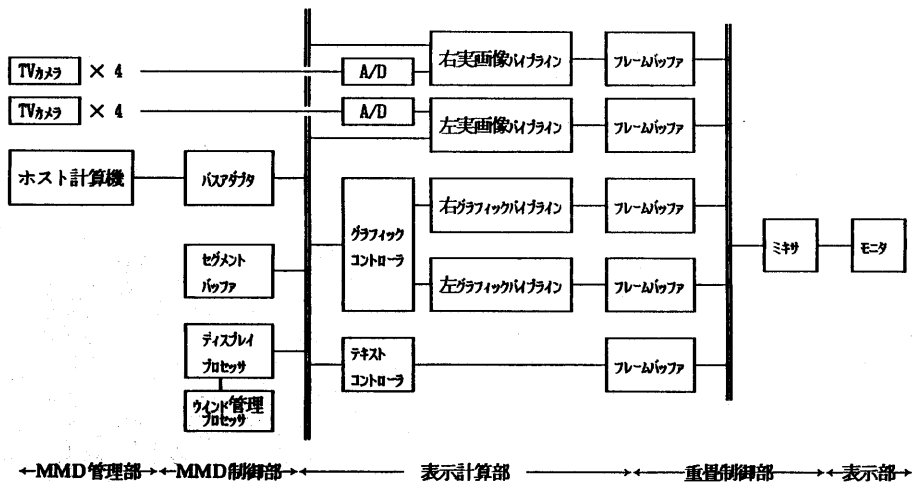 TVカメラ × 4
A/D
右実画像パイプライン
フレームバッファ
TVカメラ × 4
A/D
左実画像パイプライン
フレームバッファ
ホスト計算機
バスアダプタ
グラフィック
コントローラ
右グラフィックパイプライン
フレームバッファ
セグメント
バッファ
左グラフィックパイプライン
フレームバッファ
ミキサ
モニタ
ディスプレイ
プロセッサ
ウインド管理
プロセッサ
テキスト
コントローラ
フレームバッファ
←MMD管理部→←MMD制御部→← 表示計算部 →← 重畳制御部 →←表示部→